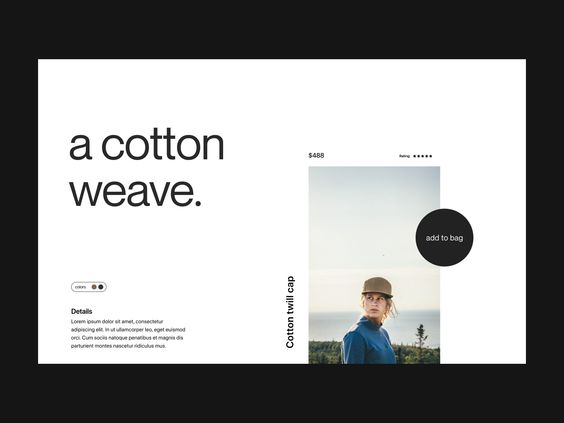 a cotton
weave.
$488
Rating
add to bag
colors
Cotton twill cap
Details
Lorem ipsum dolor sit amet, consectetur
adipiscing elit. In ut ullamcorper leo, eget euismod
orci. Cum sociis natoque penatibus et magnis dis
parturient montes nascetur ridiculus mus.